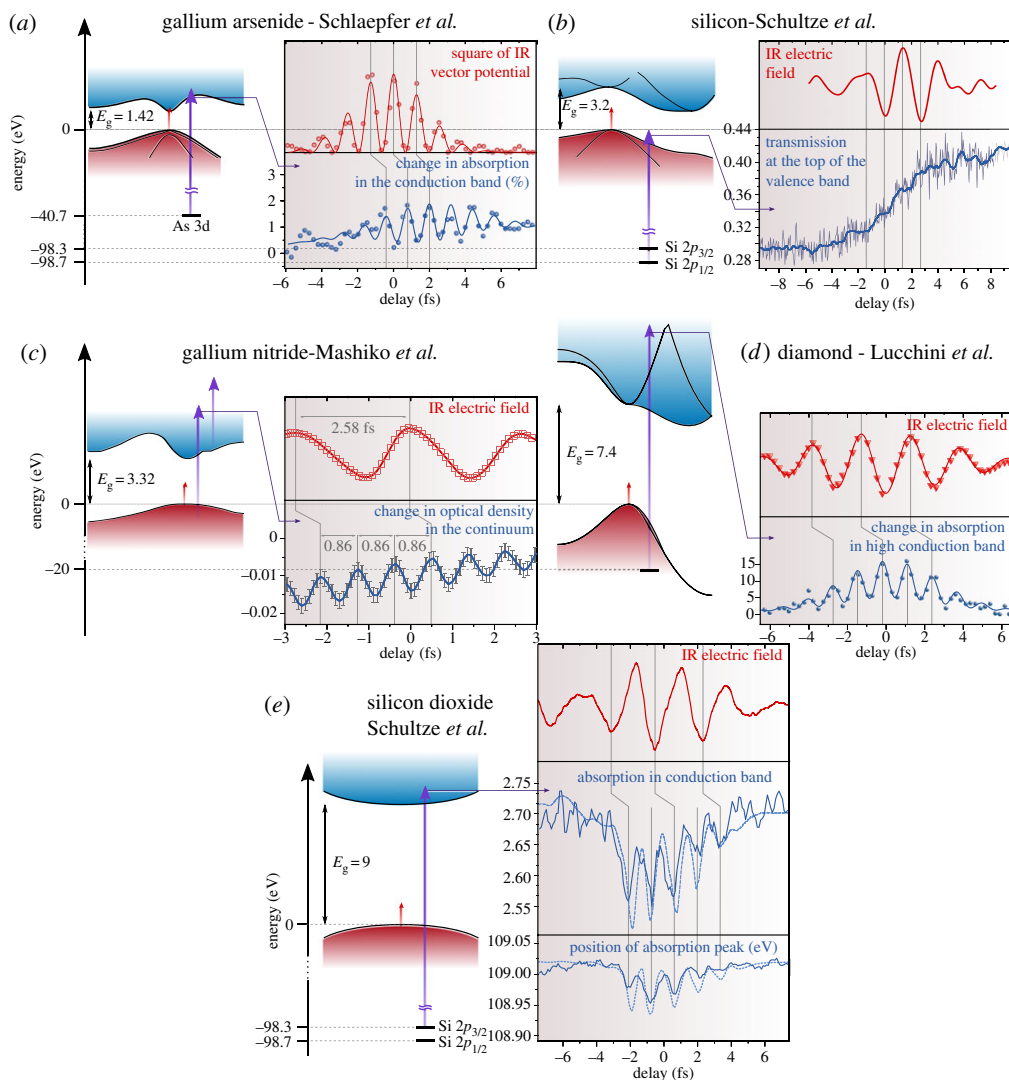 (a)
gallium arsenide - Schlaepfer et al.
energy (eV)
0
−40.7
−98.3
−98.7
E_g = 1.42
As 3d
square of IR
vector potential
change in absorption
in the conduction band (%)
3
2
1
0
−6 −5 −4 −3 −2 −1 0 1 2 3 4 5 6
delay (fs)
(b)
silicon-Schultze et al.
E_g = 3.2
Si 2p3/2
Si 2p1/2
IR electric
field
0.44
transmission
at the top of the
valence band
0.40
0.36
0.32
0.28
−8 −6 −4 −2 0 2 4 6 8
delay (fs)
(c)
gallium nitride-Mashiko et al.
energy (eV)
0
−20
E_g = 3.32
IR electric field
2.58 fs
change in optical density
in the continuum
0.86 0.86 0.86
0
−0.01
−0.02
−3 −2 −1 0 1 2 3
delay (fs)
E_g = 7.4
(d)
diamond - Lucchini et al.
IR electric field
change in absorption
in high conduction band
15
10
5
0
−6 −4 −2 0 2 4 6
delay (fs)
(e)
silicon dioxide
Schultze et al.
energy (eV)
0
−98.3
−98.7
E_g = 9
Si 2p3/2
Si 2p1/2
IR electric field
2.75
absorption in conduction band
2.70
2.65
2.60
2.55
109.05
position of absorption peak (eV)
109.00
108.95
108.90
−6 −4 −2 0 2 4 6
delay (fs)